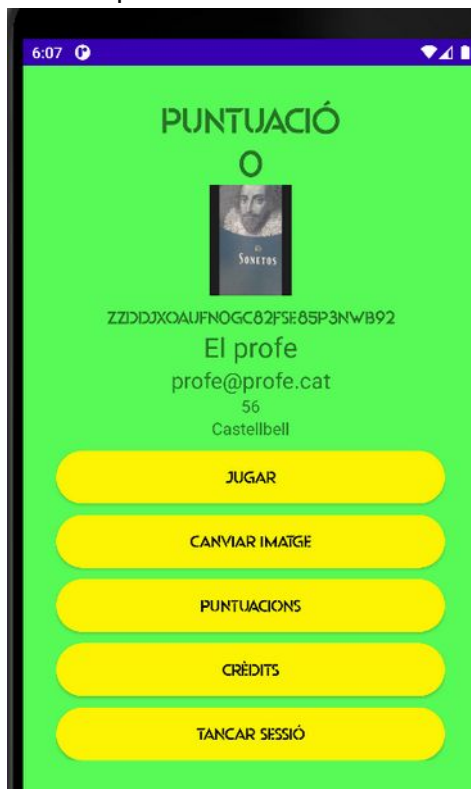 6:07
PUNTUACIÓ
0
SONETOS
ZZDDJXOAUFNOGC82FSE85P3NWB92
El profe
profe@profe.cat
56
Castellbell
JUGAR
CANVIAR IMATGE
PUNTUACIONS
CRÈDITS
TANCAR SESSIÓ